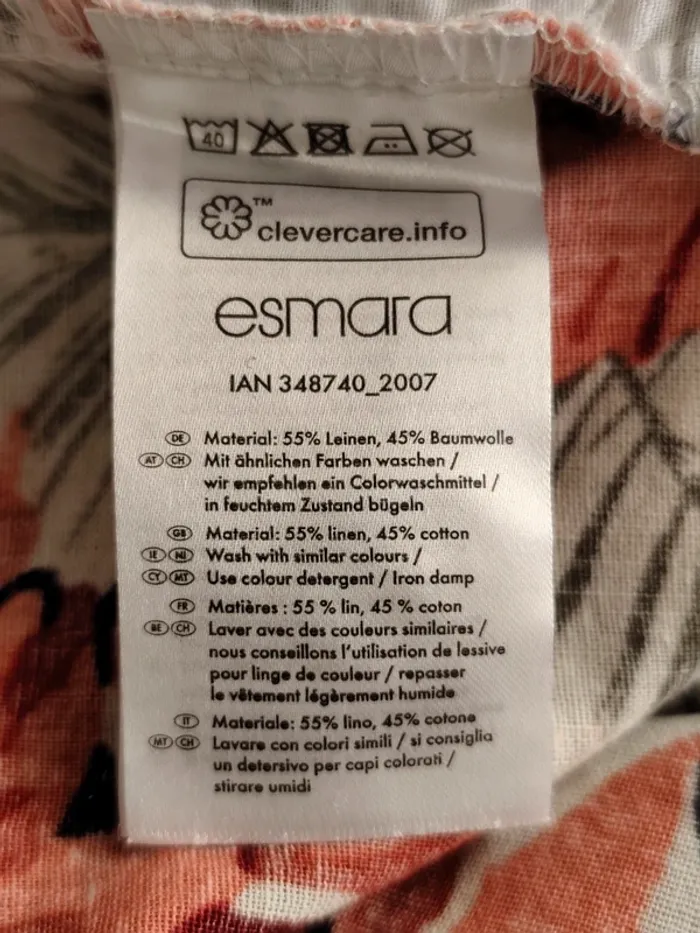 40
clevercare.info™
esmara
IAN 348740_2007
DE Material: 55% Leinen, 45% Baumwolle
AT CH Mit ähnlichen Farben waschen /
wir empfehlen ein Colorwaschmittel /
in feuchtem Zustand bügeln
GB Material: 55% linen, 45% cotton
IE NI Wash with similar colours /
CY MT Use colour detergent / Iron damp
FR Matières : 55 % lin, 45 % coton
BE CH Laver avec des couleurs similaires /
nous conseillons l'utilisation de lessive
pour linge de couleur / repasser
le vêtement légèrement humide
IT Materiale: 55% lino, 45% cotone
MT CH Lavare con colori simili / si consiglia
un detersivo per capi colorati /
stirare umidi